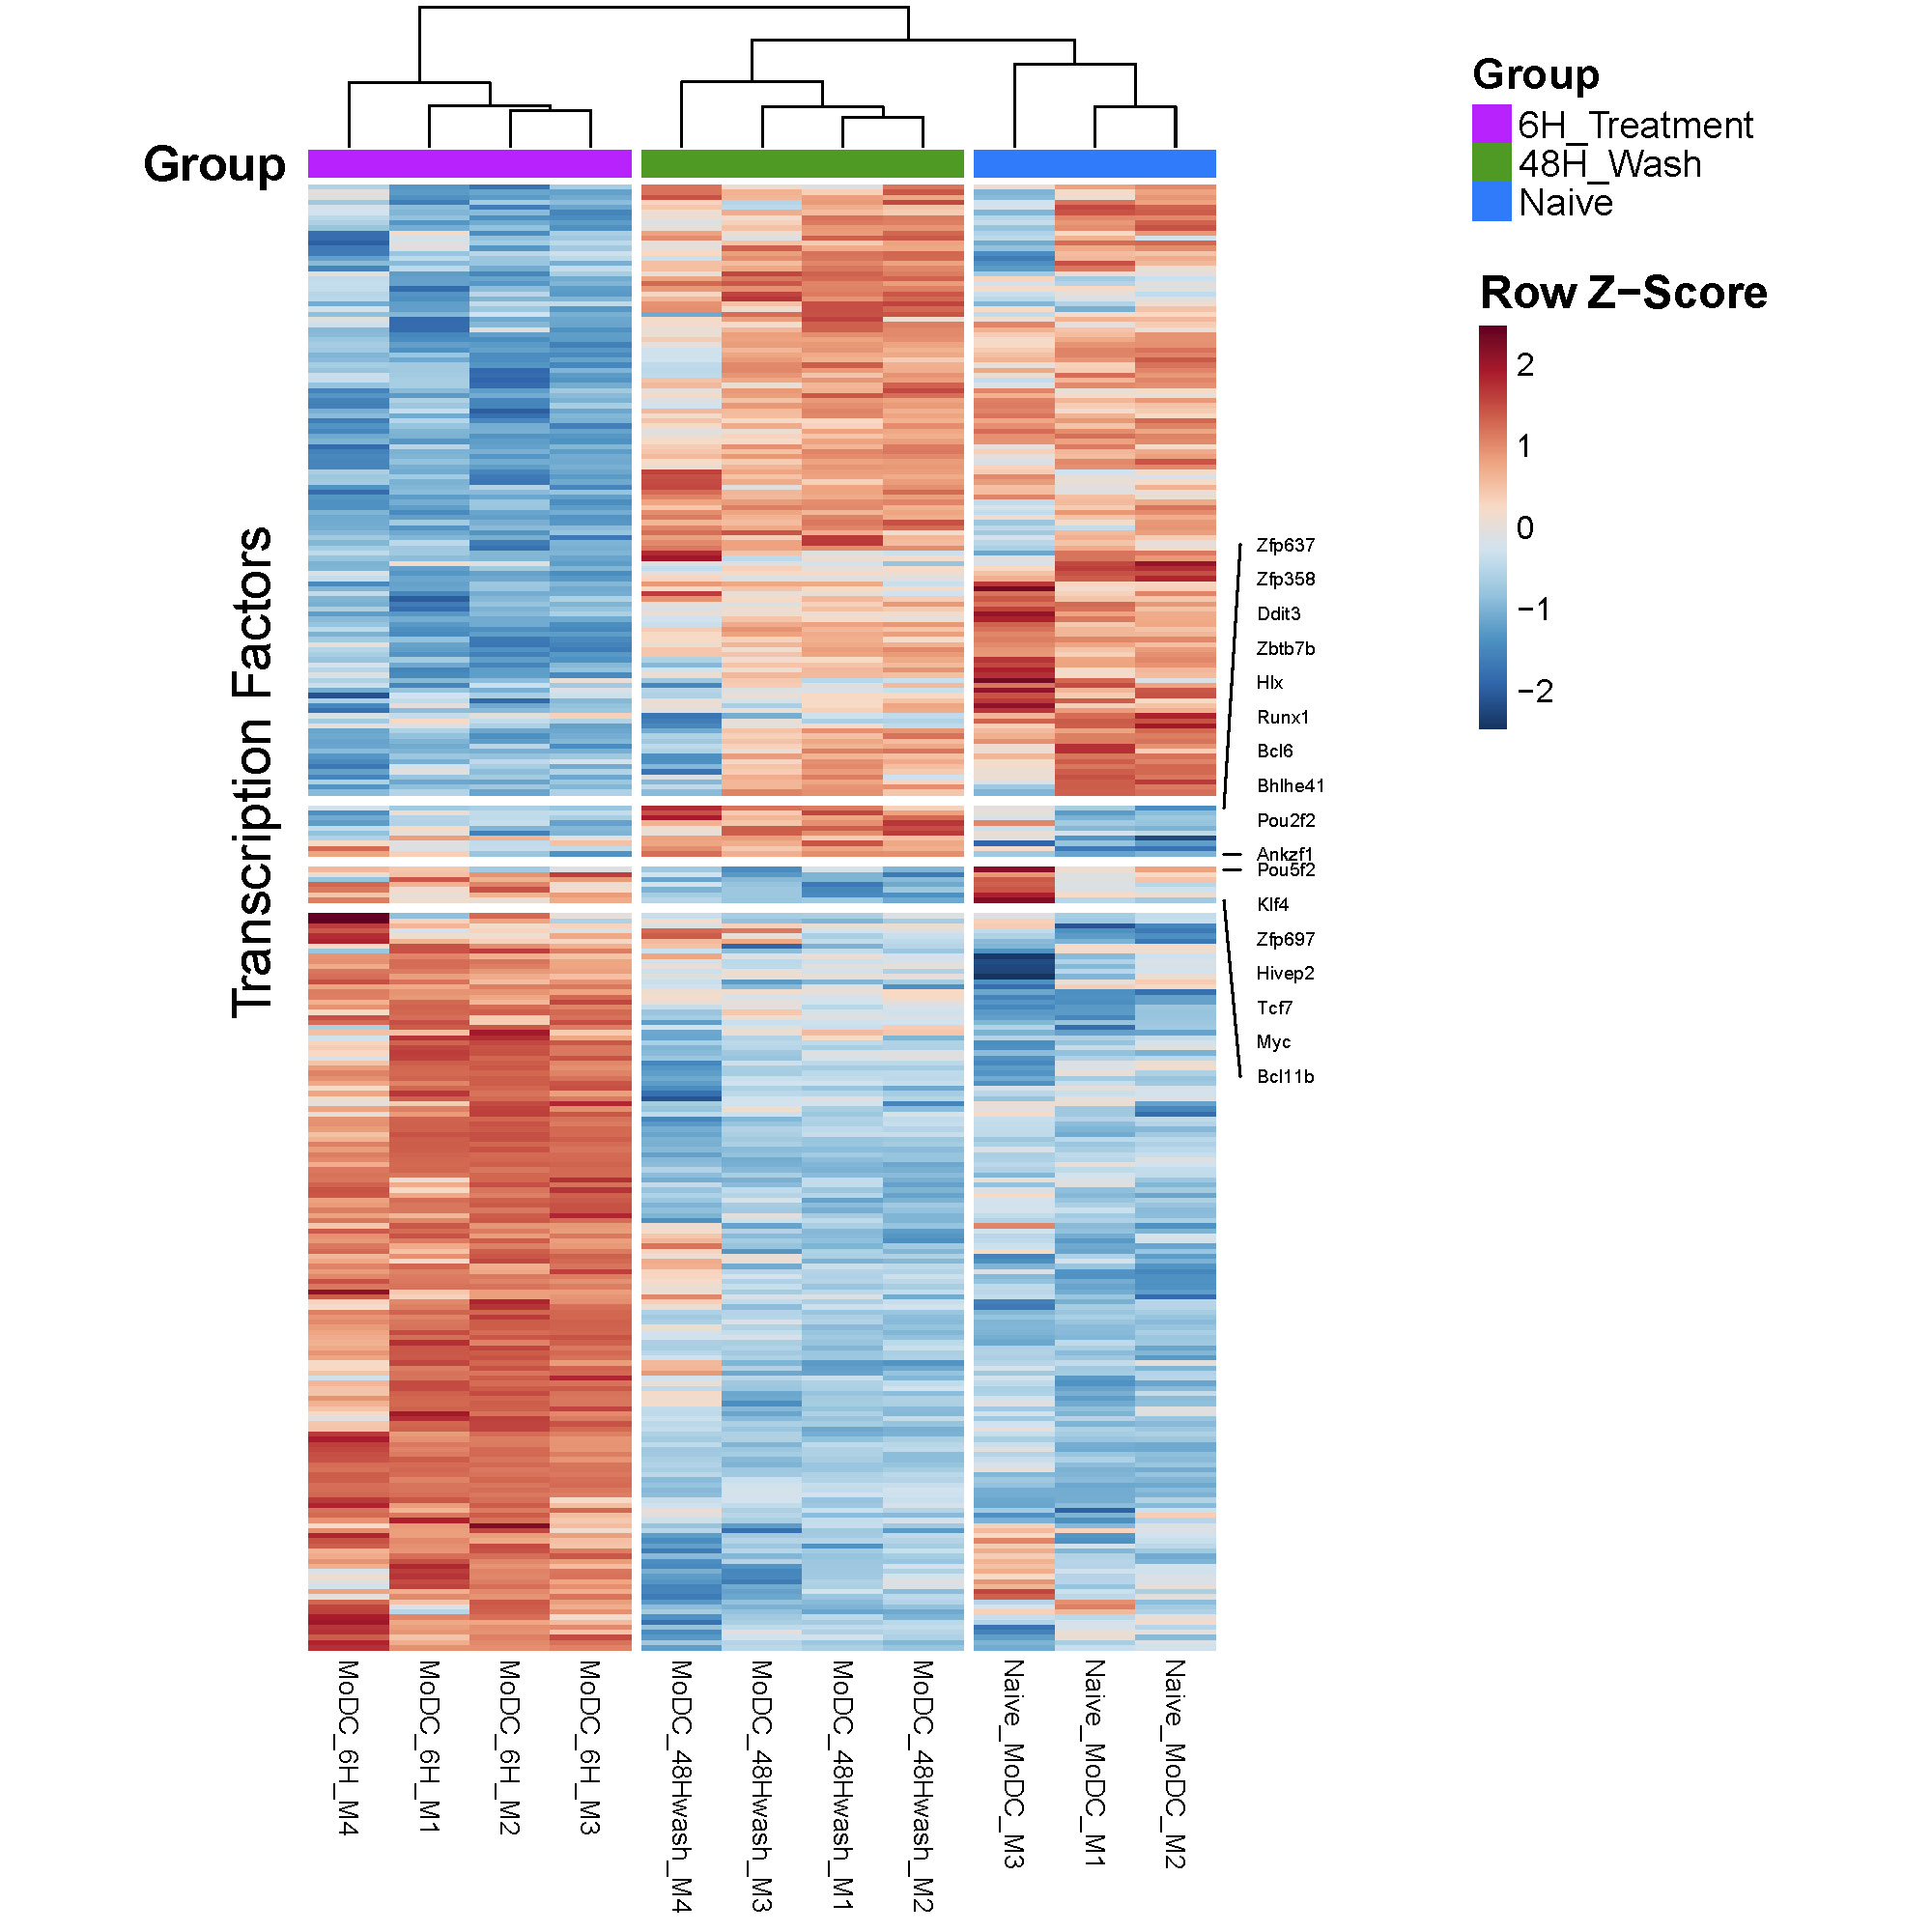 Group
6H_Treatment
48H_Wash
Naive
Group
Row Z−Score
2
1
0
−1
−2
Transcription Factors
Zfp637
Zfp358
Ddit3
Zbtb7b
Hlx
Runx1
Bcl6
Bhlhe41
Pou2f2
Ankzf1
Pou5f2
Klf4
Zfp697
Hivep2
Tcf7
Myc
Bcl11b
MoDC_6H_M4
MoDC_6H_M1
MoDC_6H_M2
MoDC_6H_M3
MoDC_48Hwash_M4
MoDC_48Hwash_M3
MoDC_48Hwash_M1
MoDC_48Hwash_M2
Naive_MoDC_M3
Naive_MoDC_M1
Naive_MoDC_M2